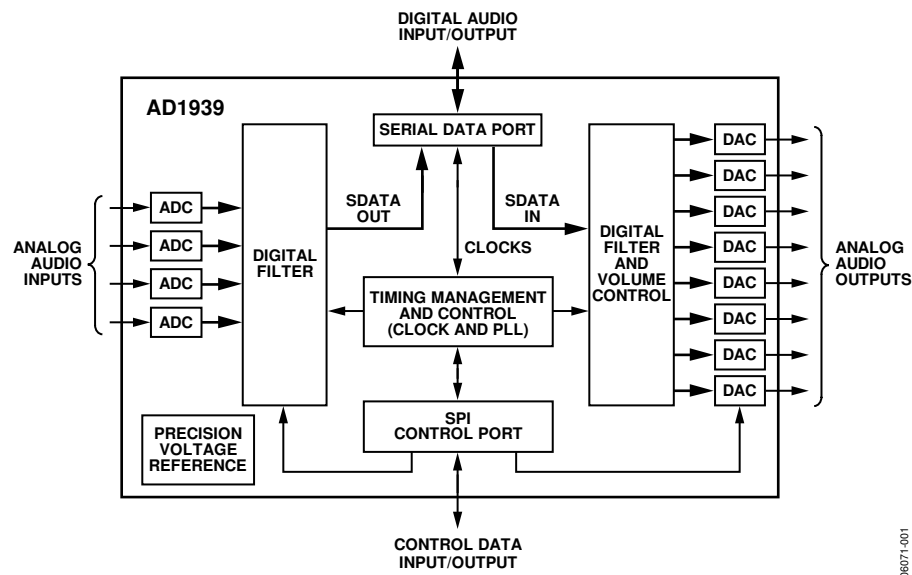 DIGITAL AUDIO
INPUT/OUTPUT
AD1939
SERIAL DATA PORT
SDATA
OUT
SDATA
IN
CLOCKS
ANALOG
AUDIO
INPUTS
ADC
ADC
ADC
ADC
DIGITAL
FILTER
TIMING MANAGEMENT
AND CONTROL
(CLOCK AND PLL)
DIGITAL
FILTER
AND
VOLUME
CONTROL
DAC
DAC
DAC
DAC
DAC
DAC
DAC
DAC
ANALOG
AUDIO
OUTPUTS
PRECISION
VOLTAGE
REFERENCE
SPI
CONTROL PORT
CONTROL DATA
INPUT/OUTPUT
06071-001